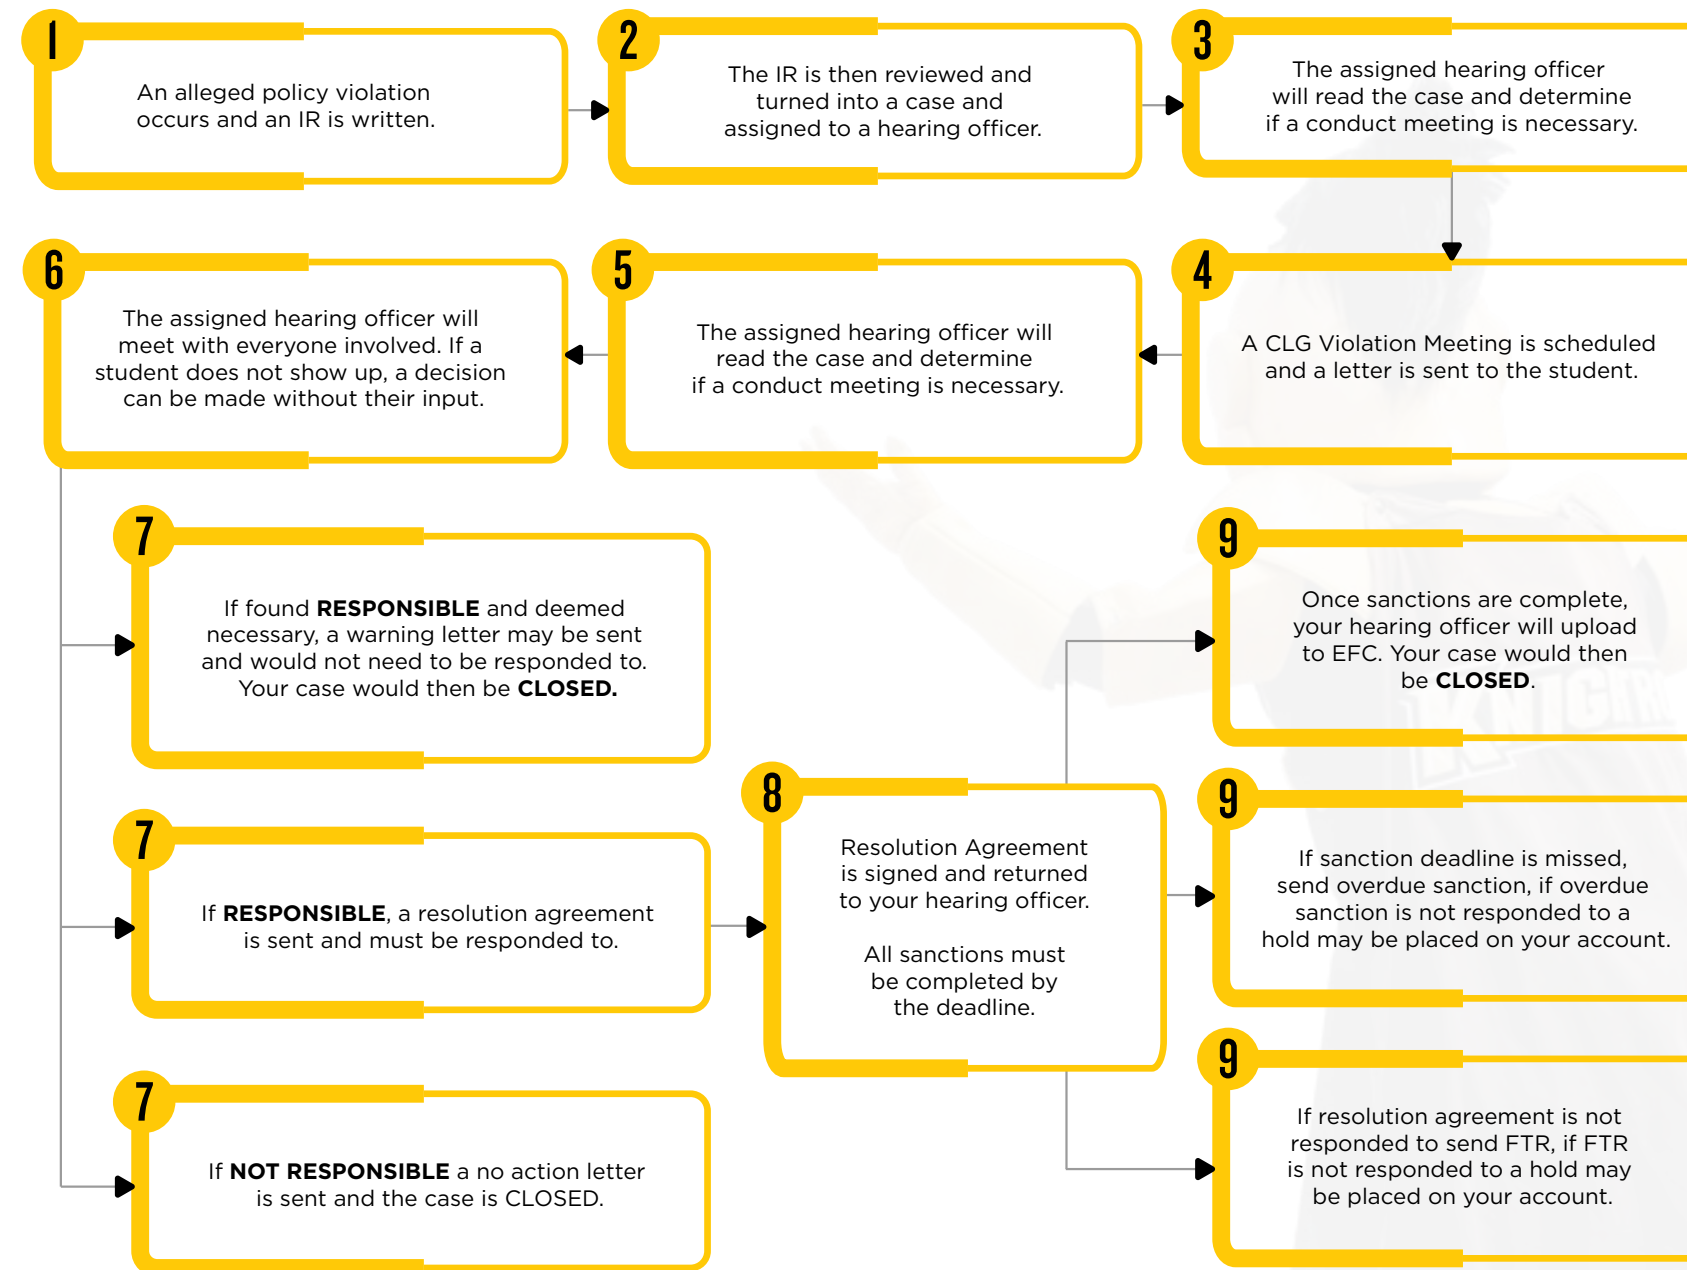 1
An alleged policy violation
occurs and an IR is written.
2
The IR is then reviewed and
turned into a case and
assigned to a hearing officer.
3
The assigned hearing officer
will read the case and determine
if a conduct meeting is necessary.
4
A CLG Violation Meeting is scheduled
and a letter is sent to the student.
5
The assigned hearing officer will
read the case and determine
if a conduct meeting is necessary.
6
The assigned hearing officer will
meet with everyone involved. If a
student does not show up, a decision
can be made without their input.
7
If found RESPONSIBLE and deemed
necessary, a warning letter may be sent
and would not need to be responded to.
Your case would then be CLOSED.
7
If RESPONSIBLE, a resolution agreement
is sent and must be responded to.
7
If NOT RESPONSIBLE a no action letter
is sent and the case is CLOSED.
8
Resolution Agreement
is signed and returned
to your hearing officer.
All sanctions must
be completed by
the deadline.
9
Once sanctions are complete,
your hearing officer will upload
to EFC. Your case would then
be CLOSED.
9
If sanction deadline is missed,
send overdue sanction, if overdue
sanction is not responded to a
hold may be placed on your account.
9
If resolution agreement is not
responded to send FTR, if FTR
is not responded to a hold may
be placed on your account.